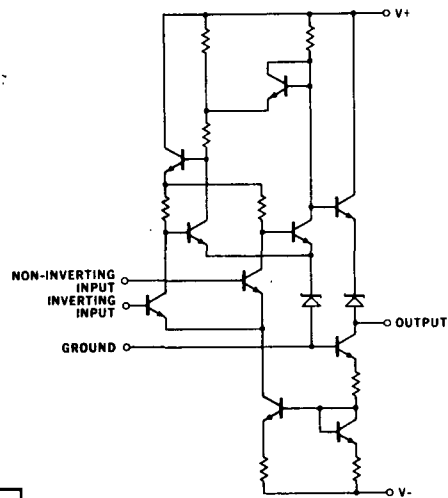 V+
NON-INVERTING
INPUT
INVERTING
INPUT
OUTPUT
GROUND
V-